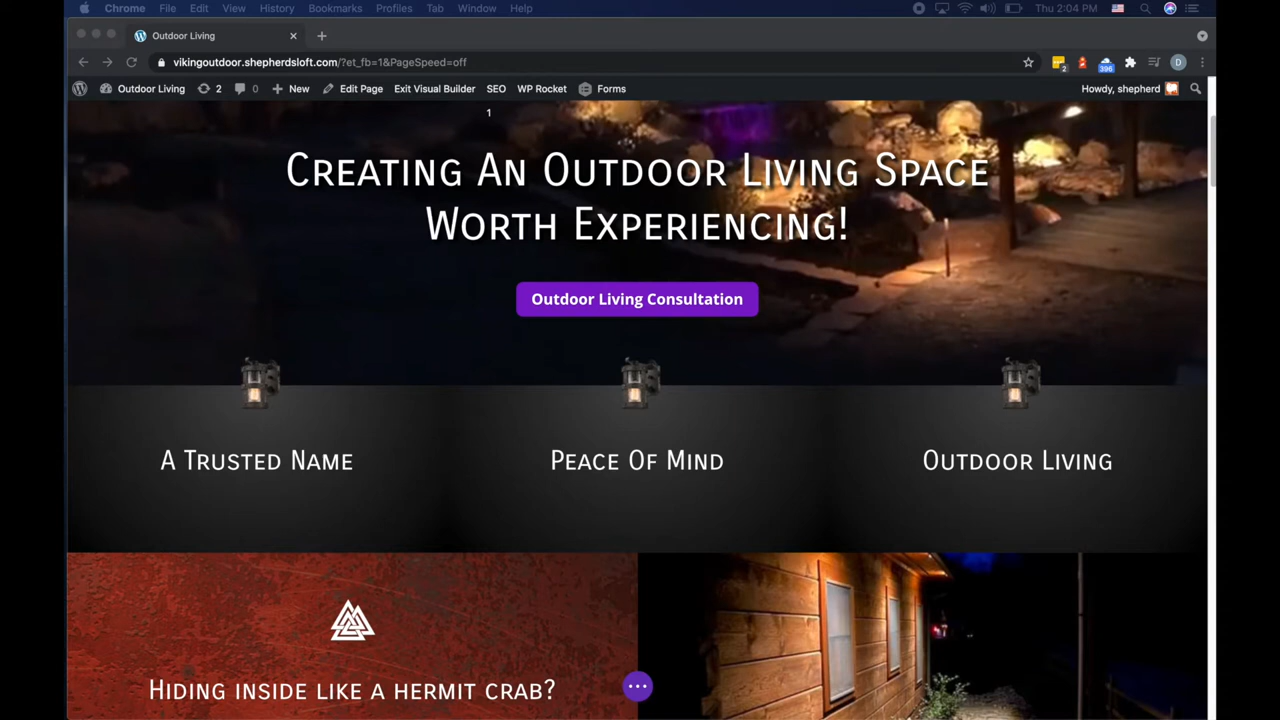 Chrome File Edit View History Bookmarks Profiles Tab Window Help Thu 2:04 PM
Outdoor Living
vikingoutdoor.shepherdsloft.com/?et_fb=1&PageSpeed=off 2 396 D
Outdoor Living 2 0 New Edit Page Exit Visual Builder SEO WP Rocket Forms Howdy, shepherd
1
Creating An Outdoor Living Space
Worth Experiencing!
Outdoor Living Consultation
A Trusted Name Peace Of Mind Outdoor Living
Hiding inside like a hermit crab?